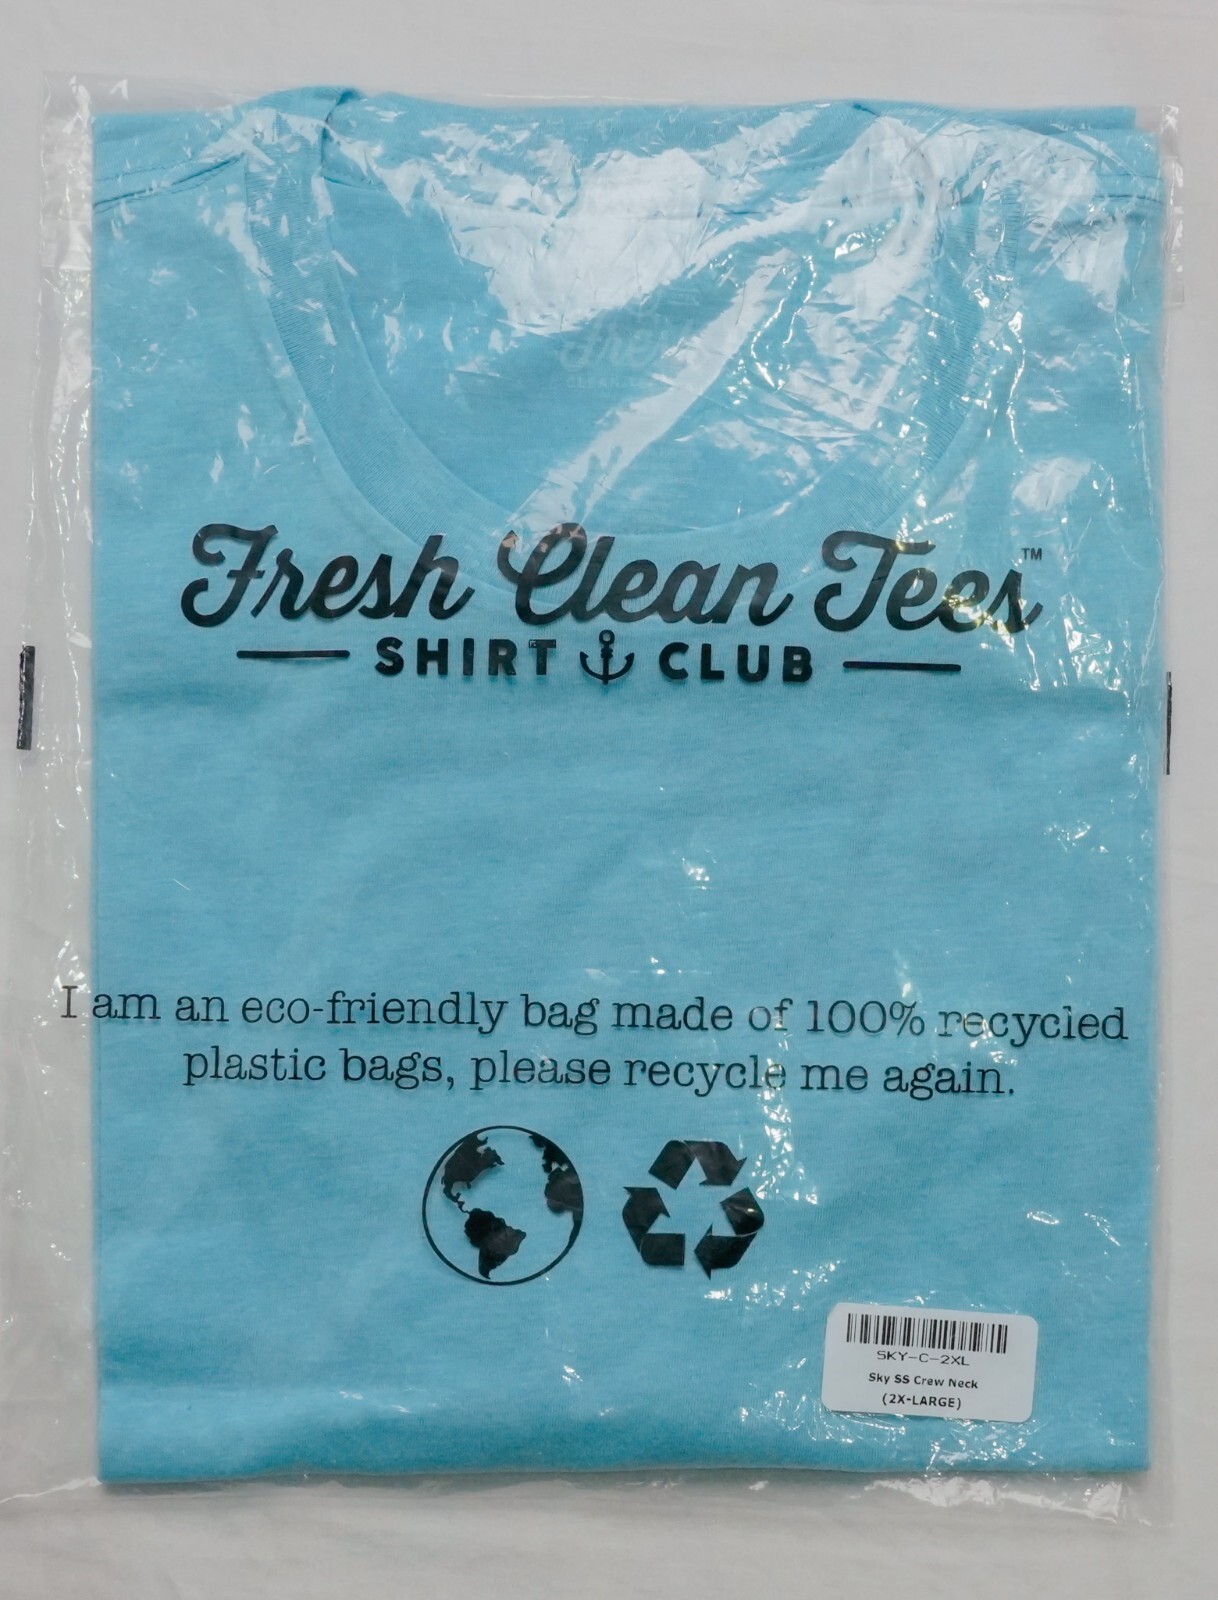 Fresh
Fresh Clean Tees™
SHIRT CLUB
I am an eco-friendly bag made of 100% recycled
plastic bags, please recycle me again.
SKY-C-2XL
Sky SS Crew Neck
(2X-LARGE)